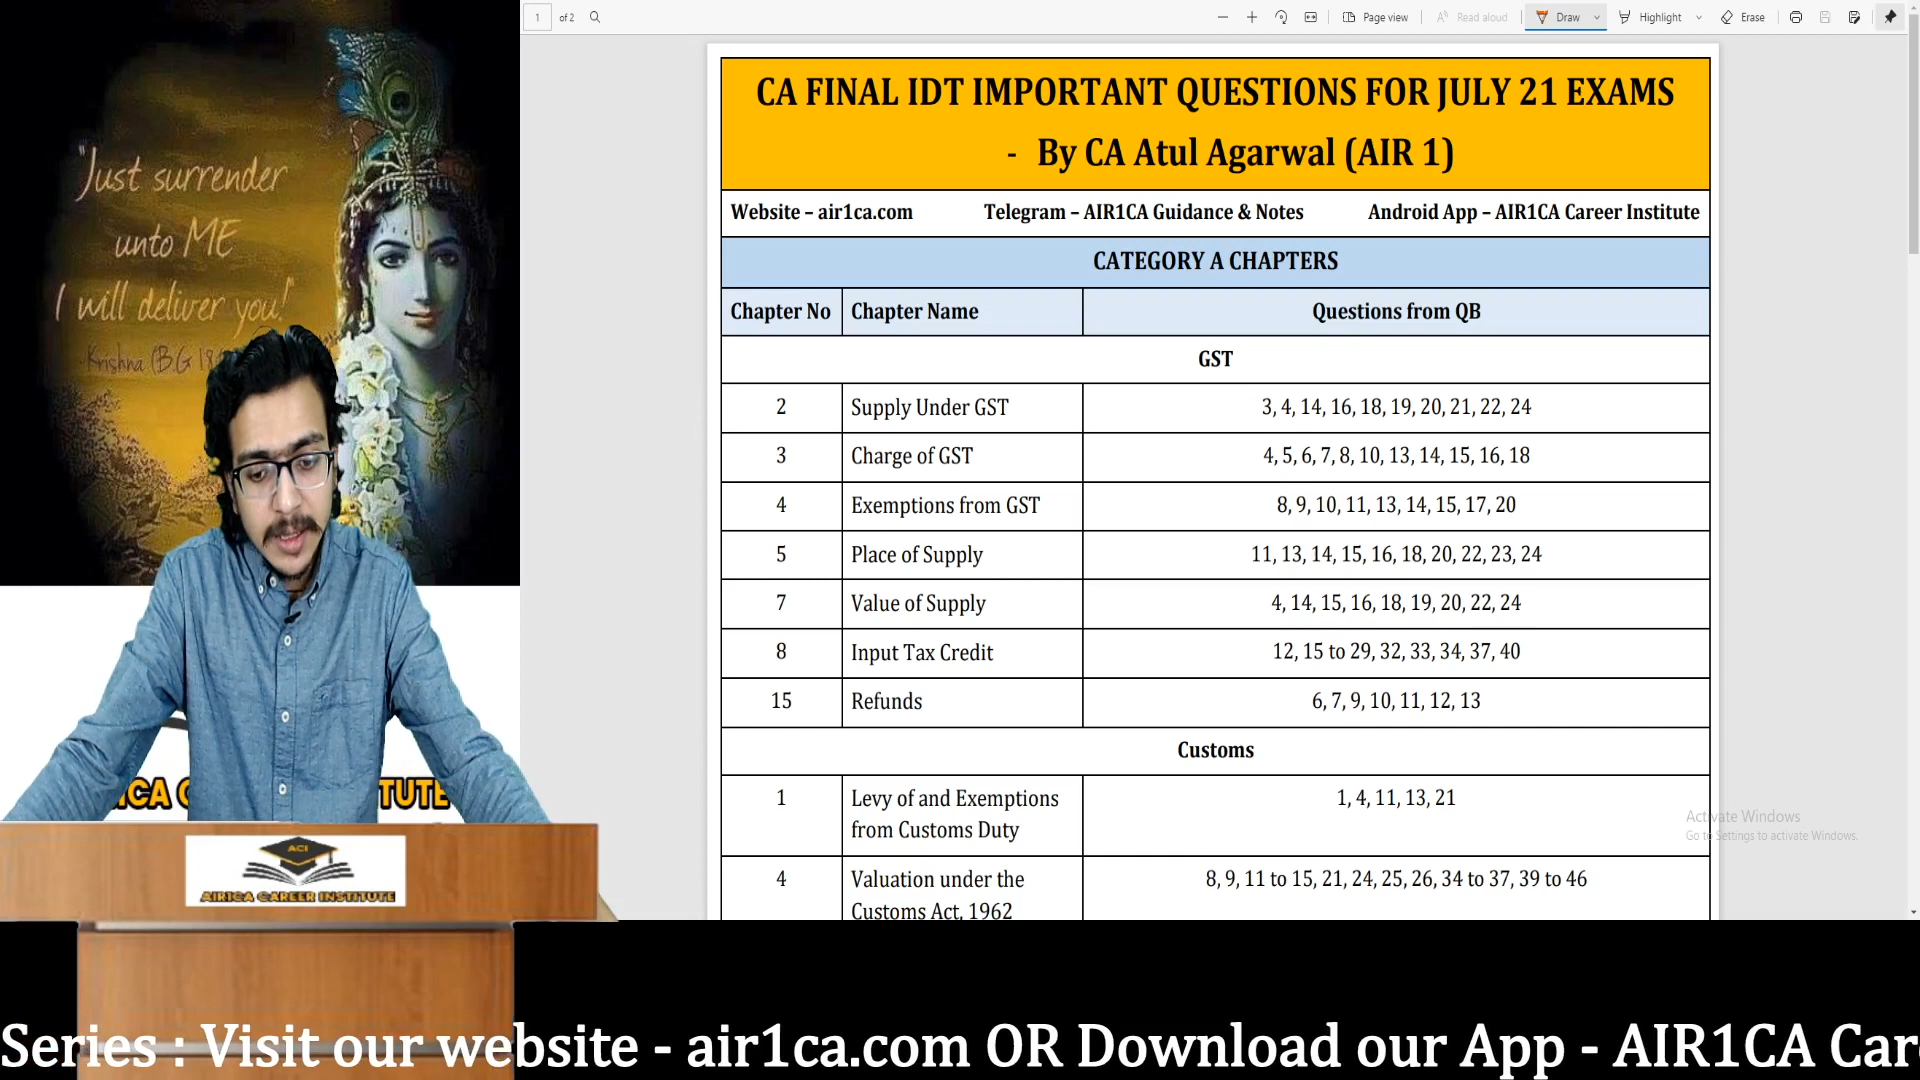 "Just surrender
unto ME
I will deliver you!"
Krishna (B.G 18
1 of 2
Page view
Read aloud
Draw
Highlight
Erase
CA FINAL IDT IMPORTANT QUESTIONS FOR JULY 21 EXAMS
- By CA Atul Agarwal (AIR 1)
Website – air1ca.com Telegram – AIR1CA Guidance & Notes Android App – AIR1CA Career Institute
CATEGORY A CHAPTERS
Chapter No Chapter Name Questions from QB
GST
2 Supply Under GST 3, 4, 14, 16, 18, 19, 20, 21, 22, 24
3 Charge of GST 4, 5, 6, 7, 8, 10, 13, 14, 15, 16, 18
4 Exemptions from GST 8, 9, 10, 11, 13, 14, 15, 17, 20
5 Place of Supply 11, 13, 14, 15, 16, 18, 20, 22, 23, 24
7 Value of Supply 4, 14, 15, 16, 18, 19, 20, 22, 24
8 Input Tax Credit 12, 15 to 29, 32, 33, 34, 37, 40
15 Refunds 6, 7, 9, 10, 11, 12, 13
Customs
1 Levy of and Exemptions 1, 4, 11, 13, 21
from Customs Duty
4 Valuation under the 8, 9, 11 to 15, 21, 24, 25, 26, 34 to 37, 39 to 46
Customs Act, 1962
Activate Windows
Go to Settings to activate Windows.
ICA C TUTE
ACI
AIR1CA CAREER INSTITUTE
Series : Visit our website - air1ca.com OR Download our App - AIR1CA Car